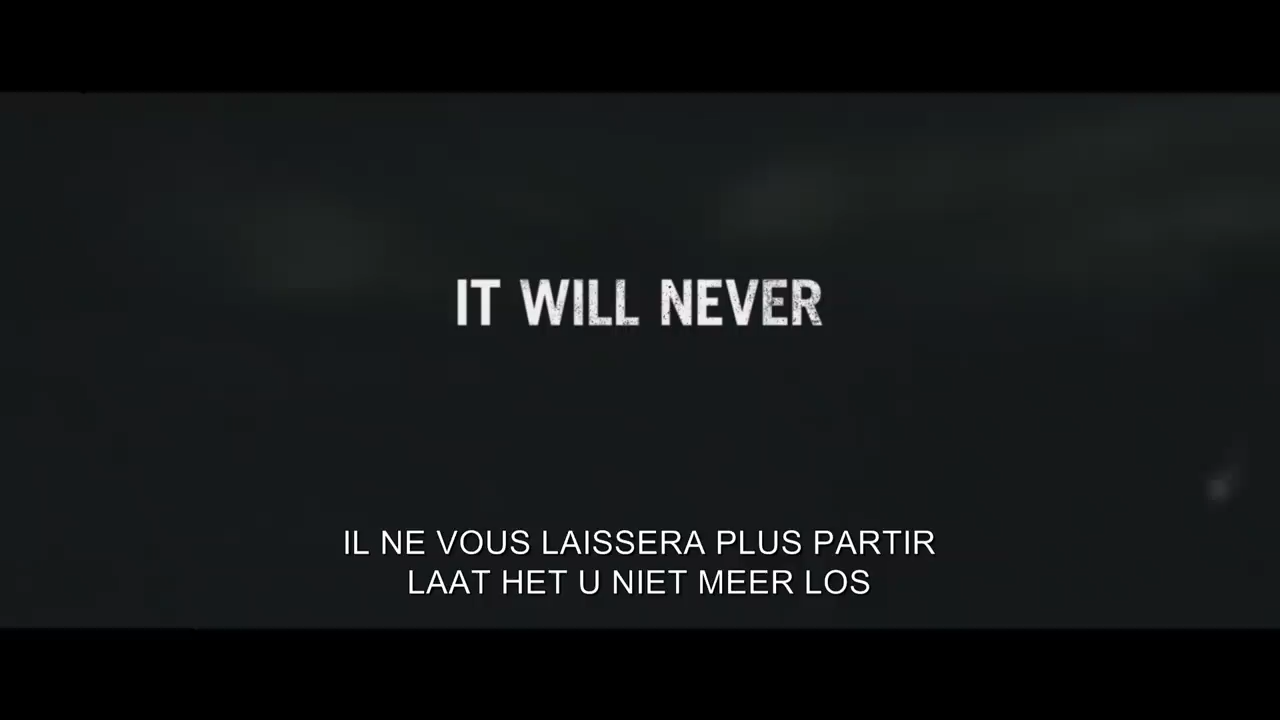 IT WILL NEVER
IL NE VOUS LAISSERA PLUS PARTIR
LAAT HET U NIET MEER LOS